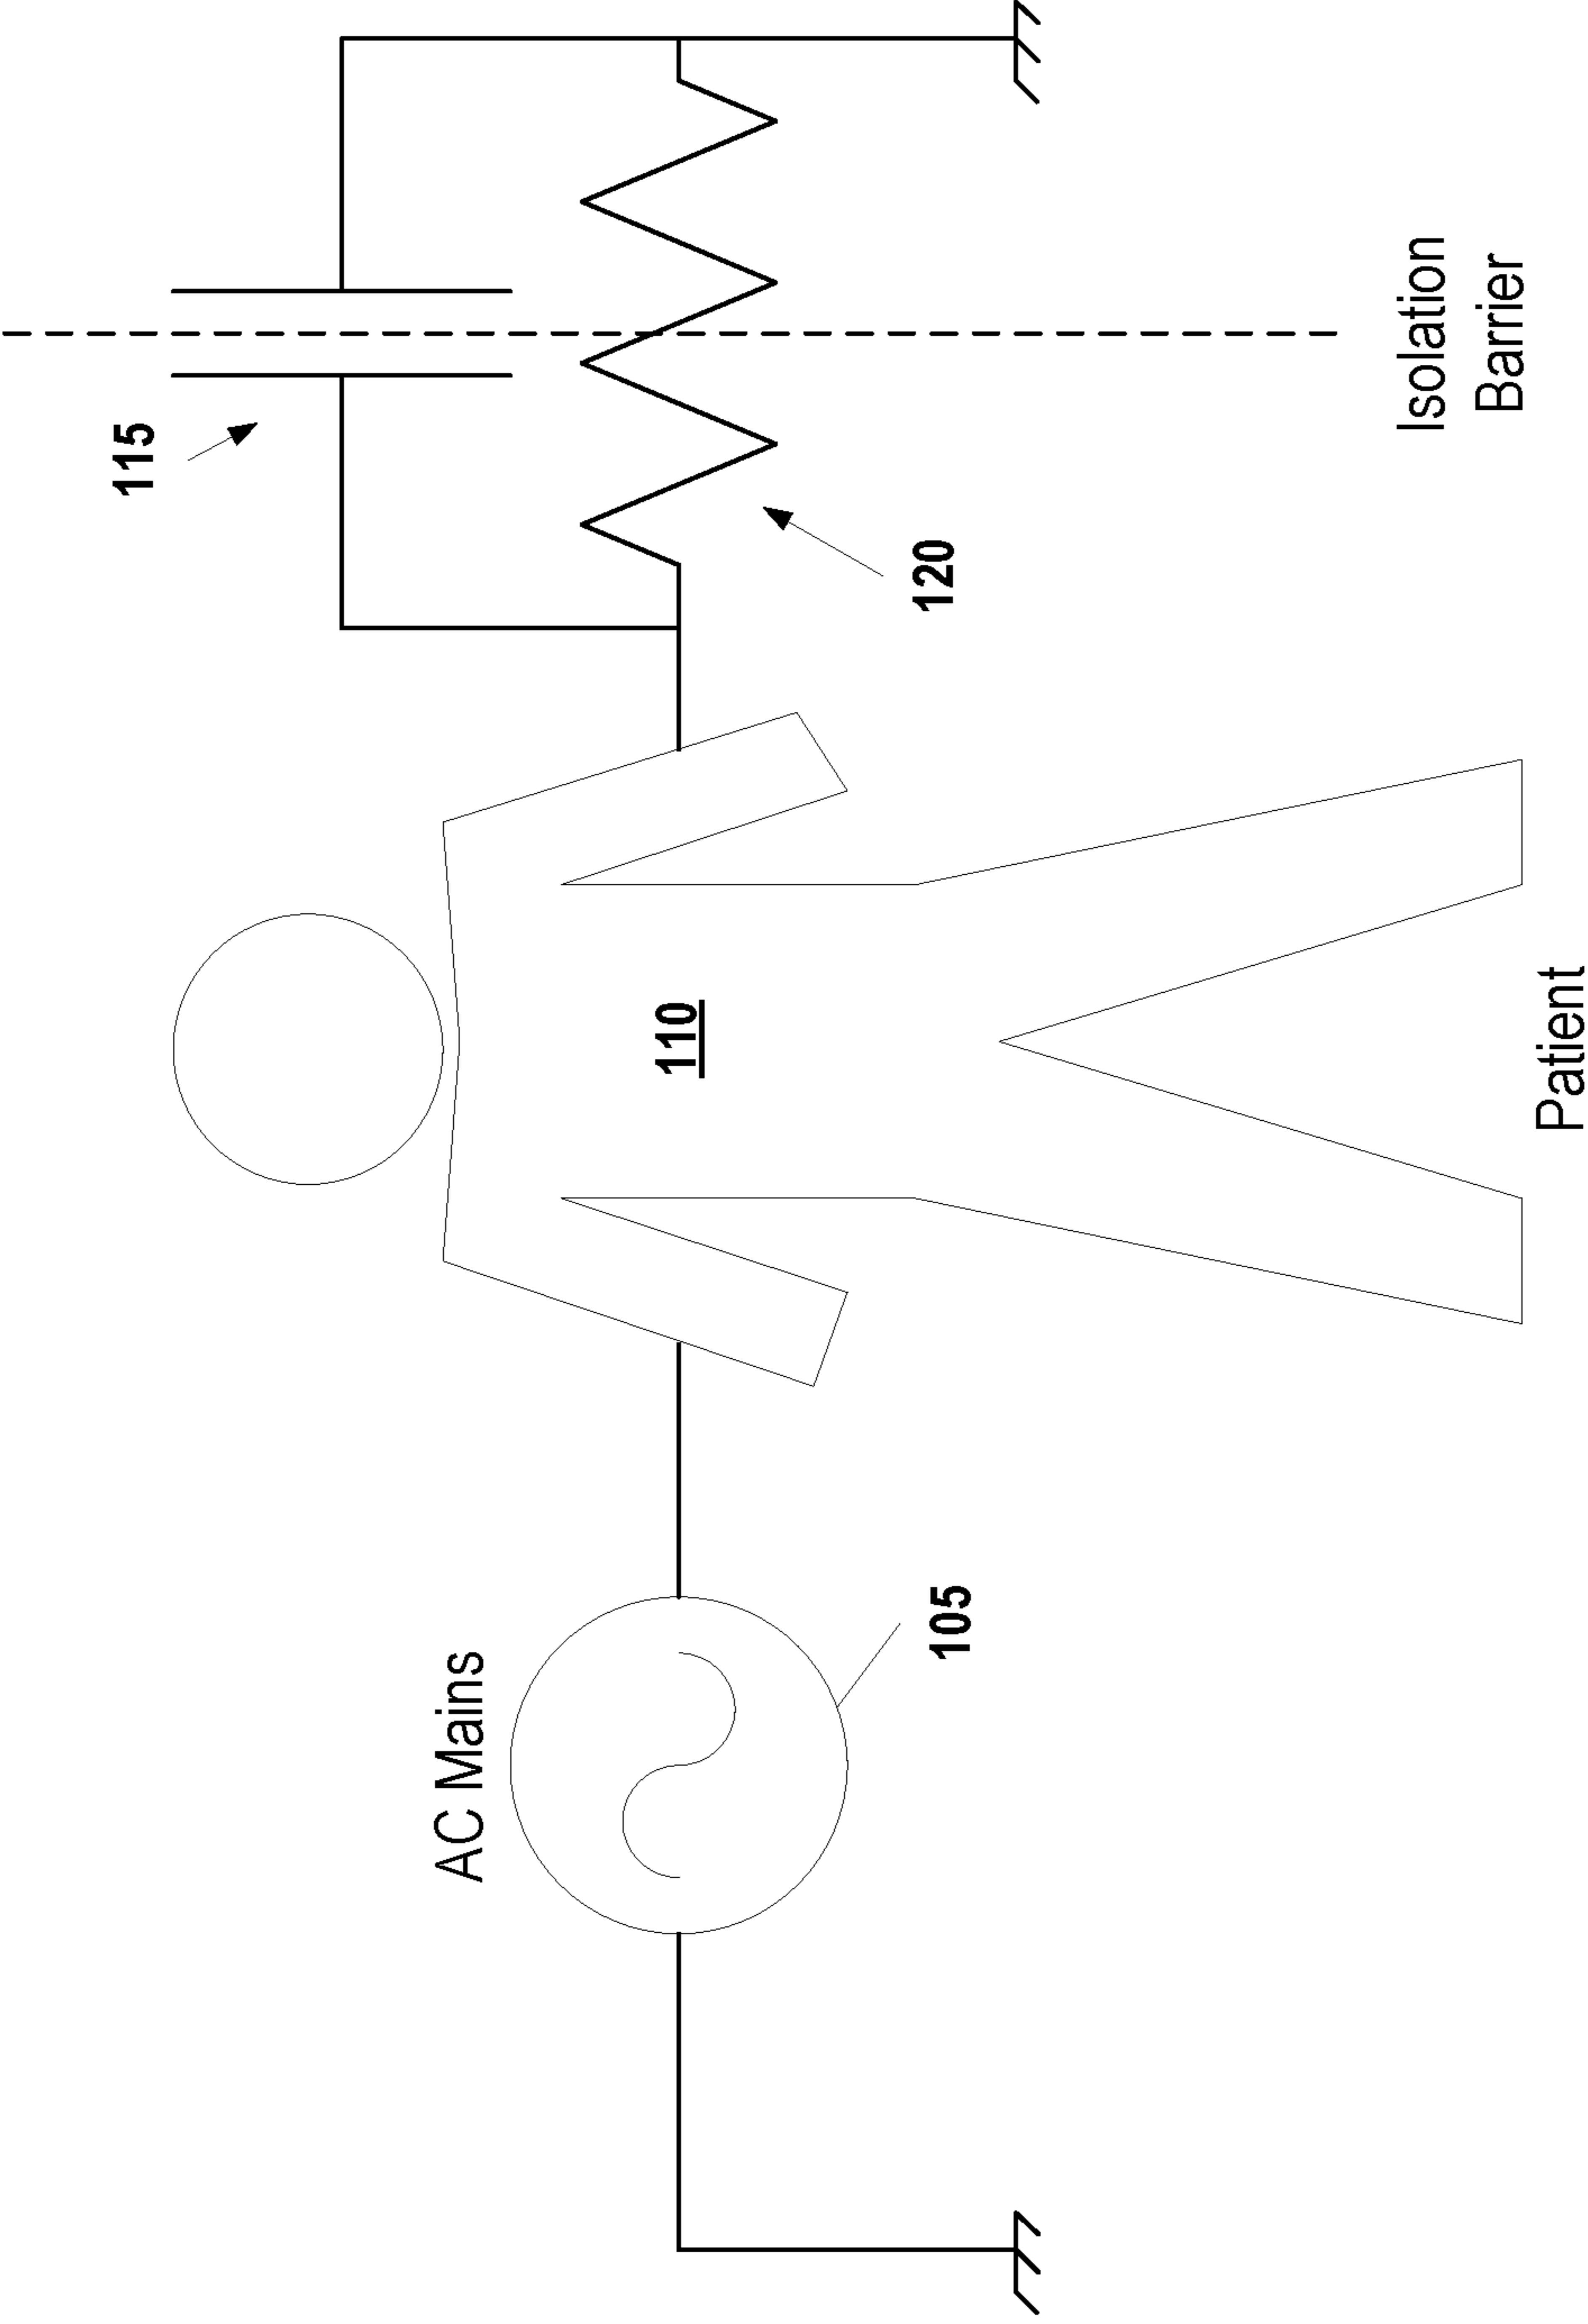 AC Mains
105
110
Patient
115
120
Isolation
Barrier